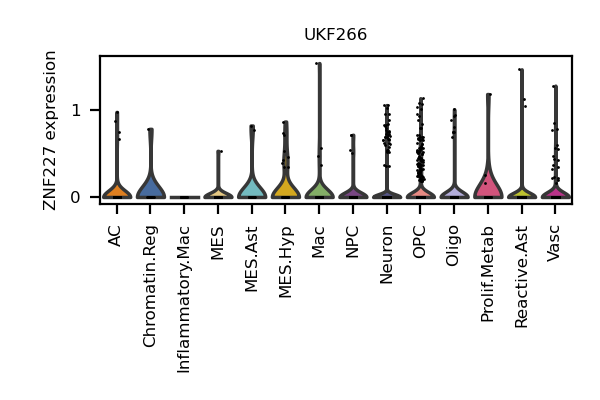 UKF266
ZNF227 expression
1
0
AC
Chromatin.Reg
Inflammatory.Mac
MES
MES.Ast
MES.Hyp
Mac
NPC
Neuron
OPC
Oligo
Prolif.Metab
Reactive.Ast
Vasc